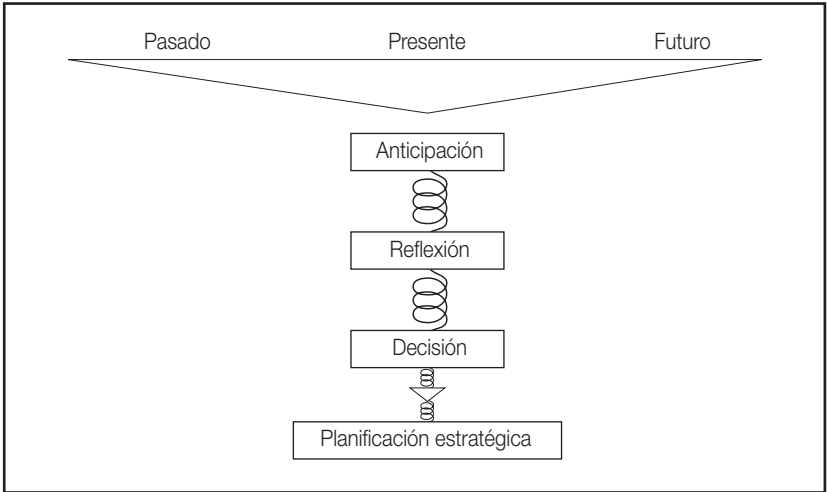 Pasado Presente Futuro
Anticipación
Reflexión
Decisión
Planificación estratégica